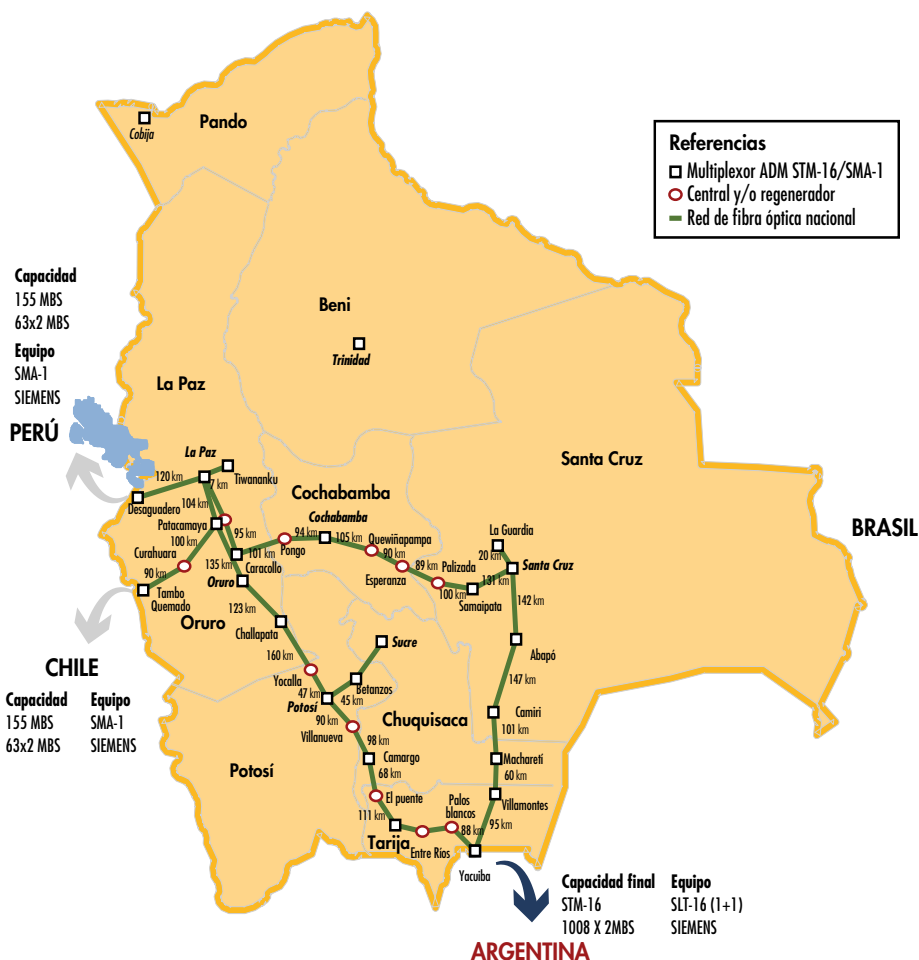 Pando
Cobija
Referencias
Multiplexor ADM STM-16/SMA-1
Central y/o regenerador
Red de fibra óptica nacional
Capacidad
155 MBS
63x2 MBS
Equipo
SMA-1
SIEMENS
PERÚ
Beni
Trinidad
La Paz
Santa Cruz
BRASIL
La Paz
Tiwananku
120 km
7 km
Desaguadero
104 km
Patacamaya
95 km
100 km
Curahuara
90 km
Tambo
Quemado
135 km
101 km
Caracollo
Oruro
Oruro
Cochabamba
Cochabamba
94 km
Pongo
105 km
Quewiñapampa
90 km
Esperanza
89 km
Palizada
100 km
Samaipata
131 km
La Guardia
20 km
Santa Cruz
142 km
Abapó
147 km
Camiri
101 km
Machareti
60 km
Villamontes
95 km
123 km
Challapata
160 km
Yocalla
47 km
Potosí
45 km
Betanzos
Sucre
90 km
Villanueva
98 km
Chuquisaca
Camargo
68 km
El puente
111 km
Tarija
Entre Ríos
Palos
blancos
88 km
Yacuiba
Potosí
CHILE
Capacidad Equipo
155 MBS SMA-1
63x2 MBS SIEMENS
Capacidad final Equipo
STM-16 SLT-16 (1+1)
1008 X 2MBS SIEMENS
ARGENTINA